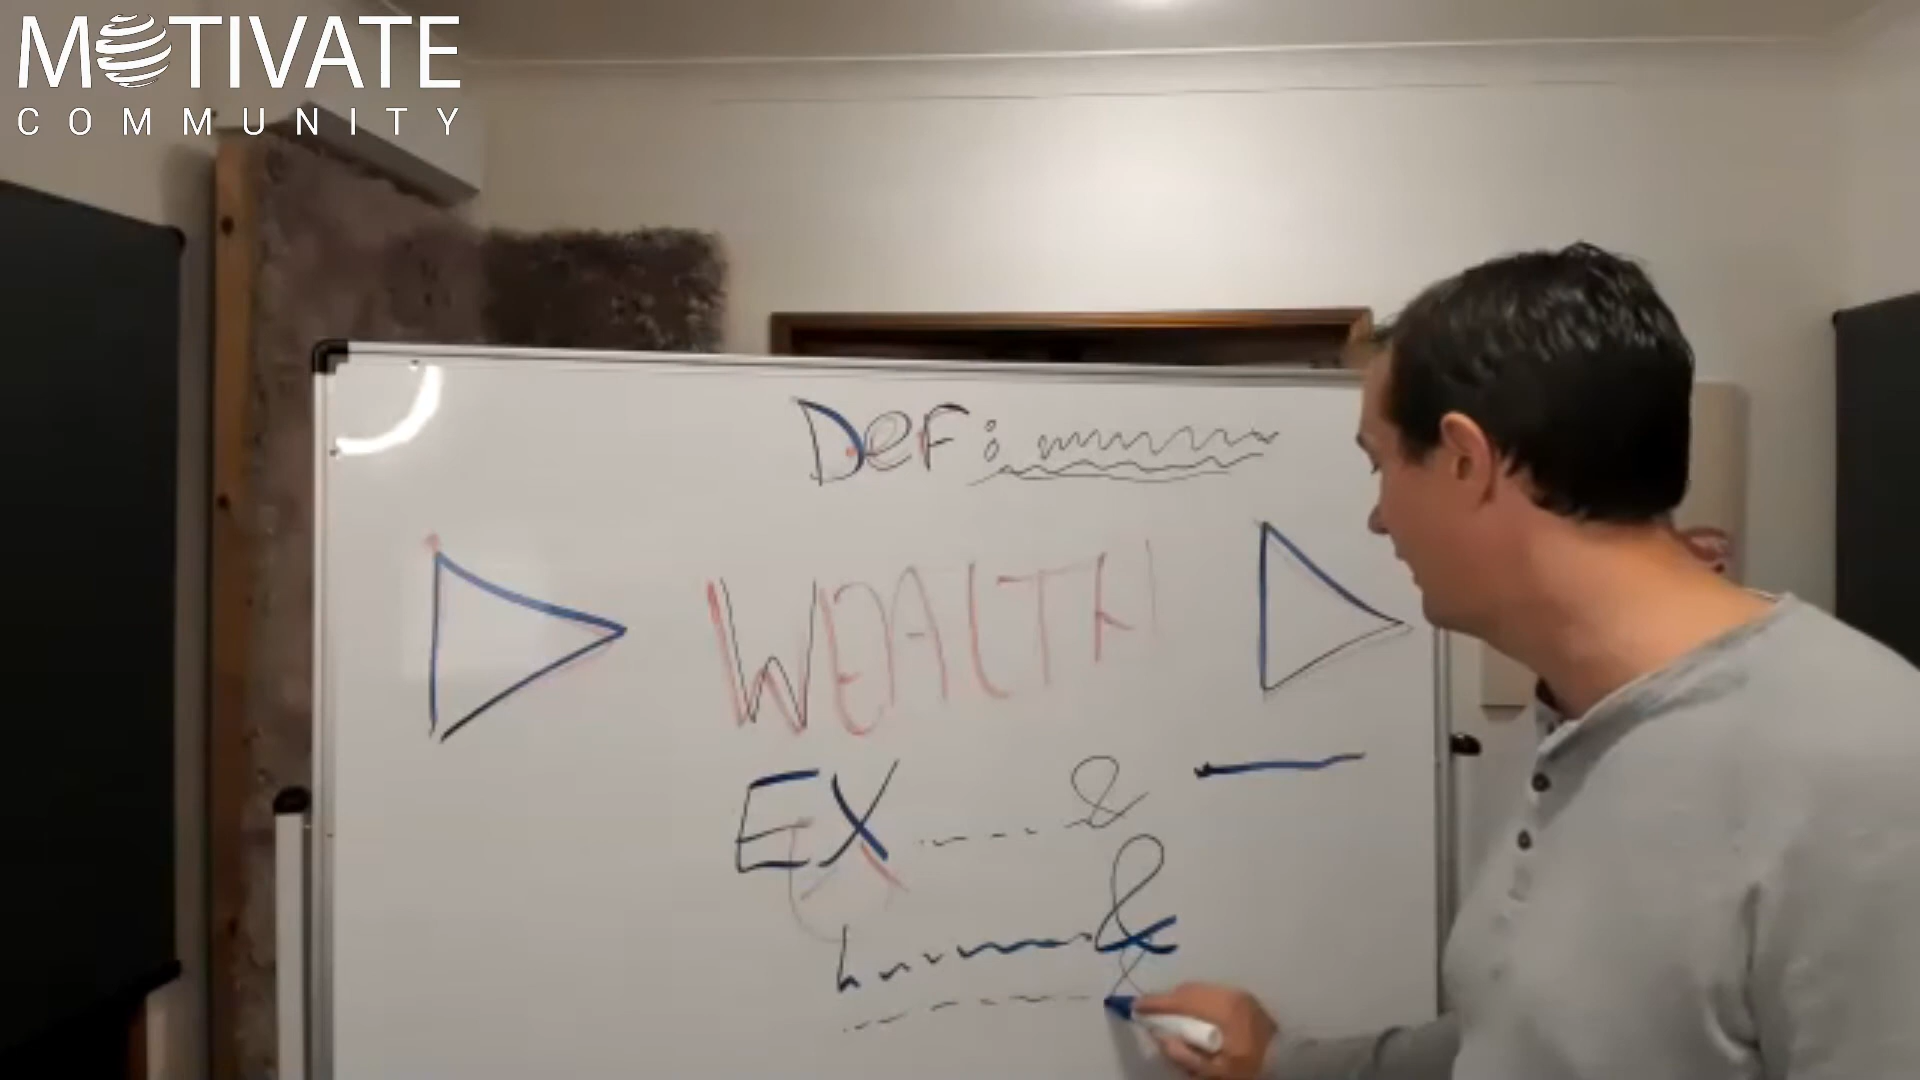 MOTIVATE
COMMUNITY
Def:
WEALTH
EX ---- &
&
&